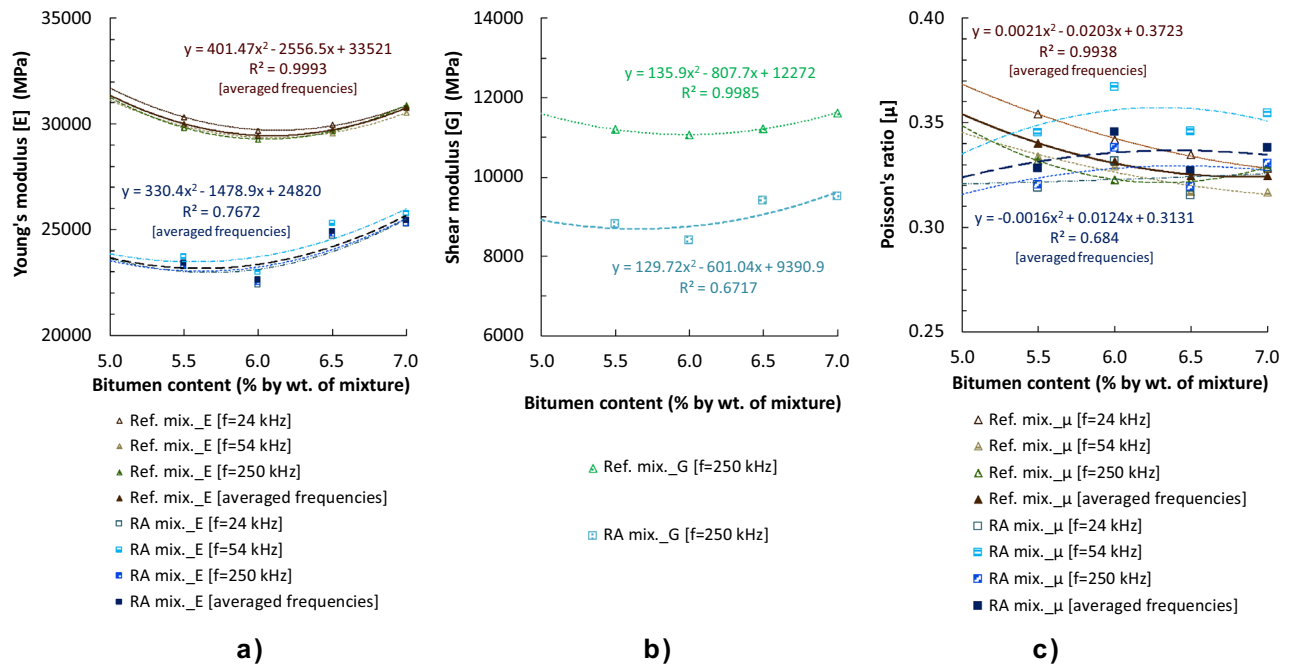 35000
30000
25000
20000
Young's modulus [E] (MPa)
y = 401.47x² - 2556.5x + 33521
R² = 0.9993
[averaged frequencies]
y = 330.4x² - 1478.9x + 24820
R² = 0.7672
[averaged frequencies]
5.0 5.5 6.0 6.5 7.0
Bitumen content (% by wt. of mixture)
Ref. mix._E [f=24 kHz]
Ref. mix._E [f=54 kHz]
Ref. mix._E [f=250 kHz]
Ref. mix._E [averaged frequencies]
RA mix._E [f=24 kHz]
RA mix._E [f=54 kHz]
RA mix._E [f=250 kHz]
RA mix._E [averaged frequencies]
a)
14000
12000
10000
8000
6000
Shear modulus [G] (MPa)
y = 135.9x² - 807.7x + 12272
R² = 0.9985
y = 129.72x² - 601.04x + 9390.9
R² = 0.6717
5.0 5.5 6.0 6.5 7.0
Bitumen content (% by wt. of mixture)
Ref. mix._G [f=250 kHz]
RA mix._G [f=250 kHz]
b)
0.40
0.35
0.30
0.25
Poisson's ratio [µ]
y = 0.0021x² - 0.0203x + 0.3723
R² = 0.9938
[averaged frequencies]
y = -0.0016x² + 0.0124x + 0.3131
R² = 0.684
[averaged frequencies]
5.0 5.5 6.0 6.5 7.0
Bitumen content (% by wt. of mixture)
Ref. mix._µ [f=24 kHz]
Ref. mix._µ [f=54 kHz]
Ref. mix._µ [f=250 kHz]
Ref. mix._µ [averaged frequencies]
RA mix._µ [f=24 kHz]
RA mix._µ [f=54 kHz]
RA mix._µ [f=250 kHz]
RA mix._µ [averaged frequencies]
c)